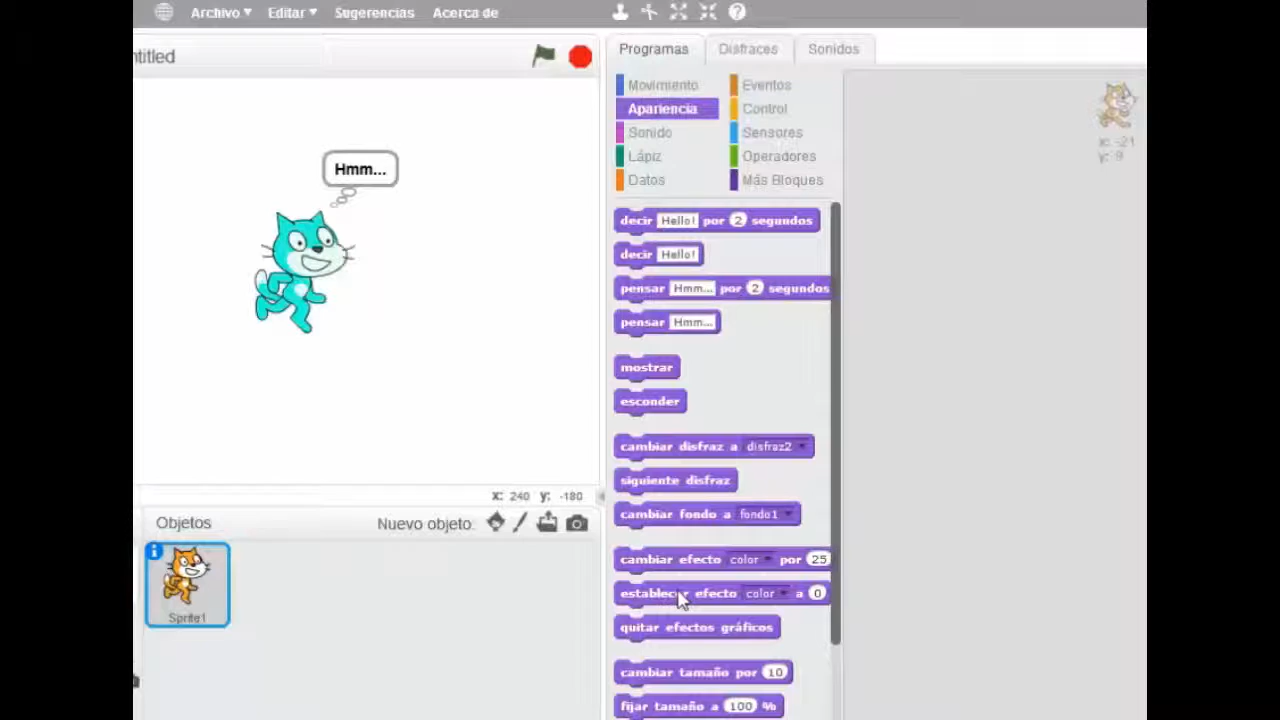 Archivo Editar Sugerencias Acerca de
ntitled
Programas Disfraces Sonidos
Movimiento Eventos
Apariencia Control
Sonido Sensores
Lápiz Operadores
Datos Más Bloques
x: -21
y: 9
Hmm...
decir Hello! por 2 segundos
decir Hello!
pensar Hmm... por 2 segundos
pensar Hmm...
mostrar
esconder
cambiar disfraz a disfraz2
siguiente disfraz
cambiar fondo a fondo1
cambiar efecto color por 25
establecer efecto color a 0
quitar efectos gráficos
cambiar tamaño por 10
fijar tamaño a 100 %
x: 240 y: -180
Objetos Nuevo objeto:
Sprite1